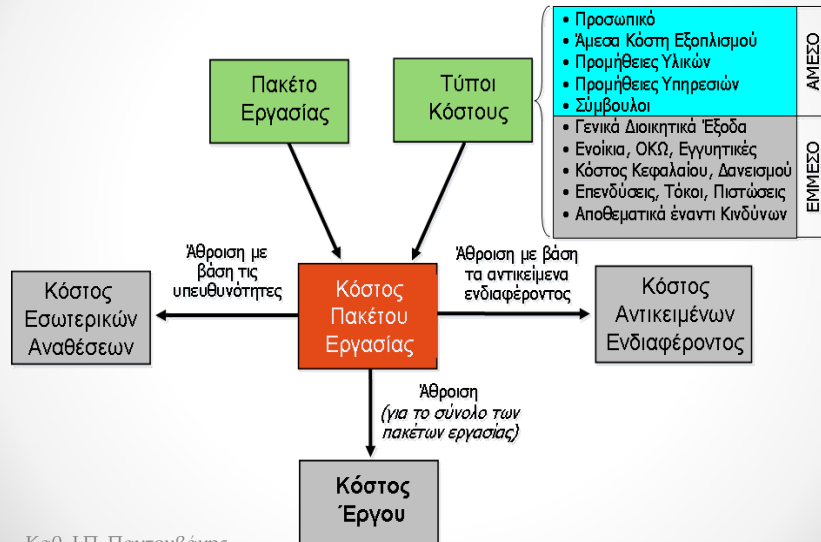 • Προσωπικό
• Άμεσα Κόστη Εξοπλισμού
• Προμήθειες Υλικών
• Προμήθειες Υπηρεσιών
• Σύμβουλοι
ΑΜΕΣΟ
• Γενικά Διοικητικά Έξοδα
• Ενοίκια, ΟΚΩ, Εγγυητικές
• Κόστος Κεφαλαίου, Δανεισμού
• Επενδύσεις, Τόκοι, Πιστώσεις
• Αποθεματικά έναντι Κινδύνων
ΕΜΜΕΣΟ
Πακέτο
Εργασίας
Τύποι
Κόστους
Άθροιση με
βάση τις
υπευθυνότητες
Άθροιση με βάση
τα αντικείμενα
ενδιαφέροντος
Κόστος
Εσωτερικών
Αναθέσεων
Κόστος
Πακέτου
Εργασίας
Κόστος
Αντικειμένων
Ενδιαφέροντος
Άθροιση
(για το σύνολο των
πακέτων εργασίας)
Κόστος
Έργου